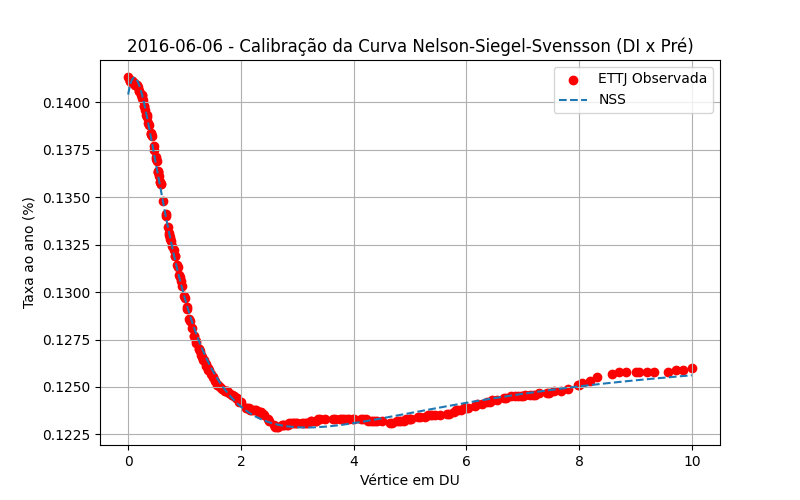 2016-06-06 - Calibração da Curva Nelson-Siegel-Svensson (DI x Pré)
ETTJ Observada
NSS
Taxa ao ano (%)
0.1400
0.1375
0.1350
0.1325
0.1300
0.1275
0.1250
0.1225
0 2 4 6 8 10
Vértice em DU